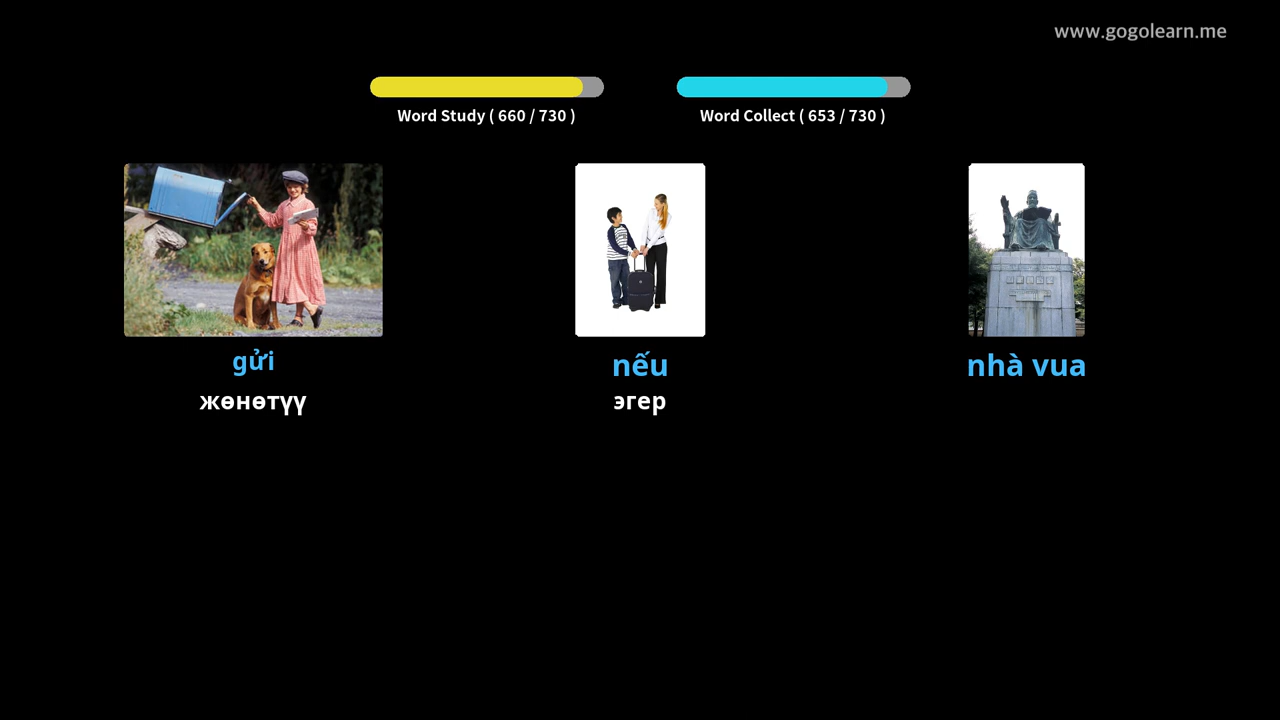 www.gogolearn.me
Word Study ( 660 / 730 )
Word Collect ( 653 / 730 )
gửi
nếu
nhà vua
жөнөтүү
эгер